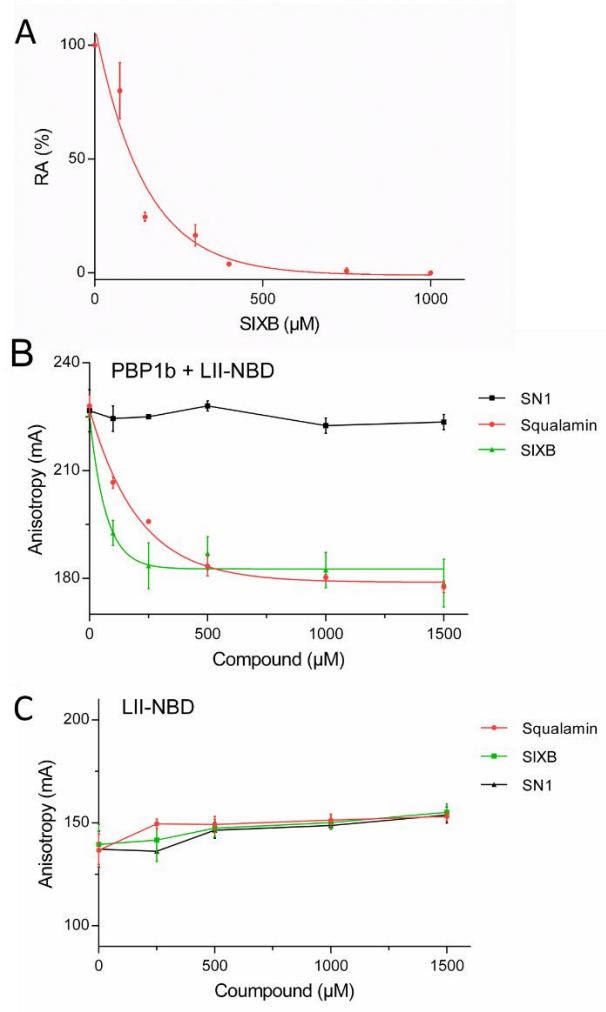 A
100
50
0
RA (%)
0 500 1000
SIXB (µM)
B
PBP1b + LII-NBD
240
210
180
Anisotropy (mA)
0 500 1000 1500
Compound (µM)
SN1
Squalamin
SIXB
C
LII-NBD
200
150
100
Anisotropy (mA)
0 500 1000 1500
Coumpound (µM)
Squalamin
SIXB
SN1